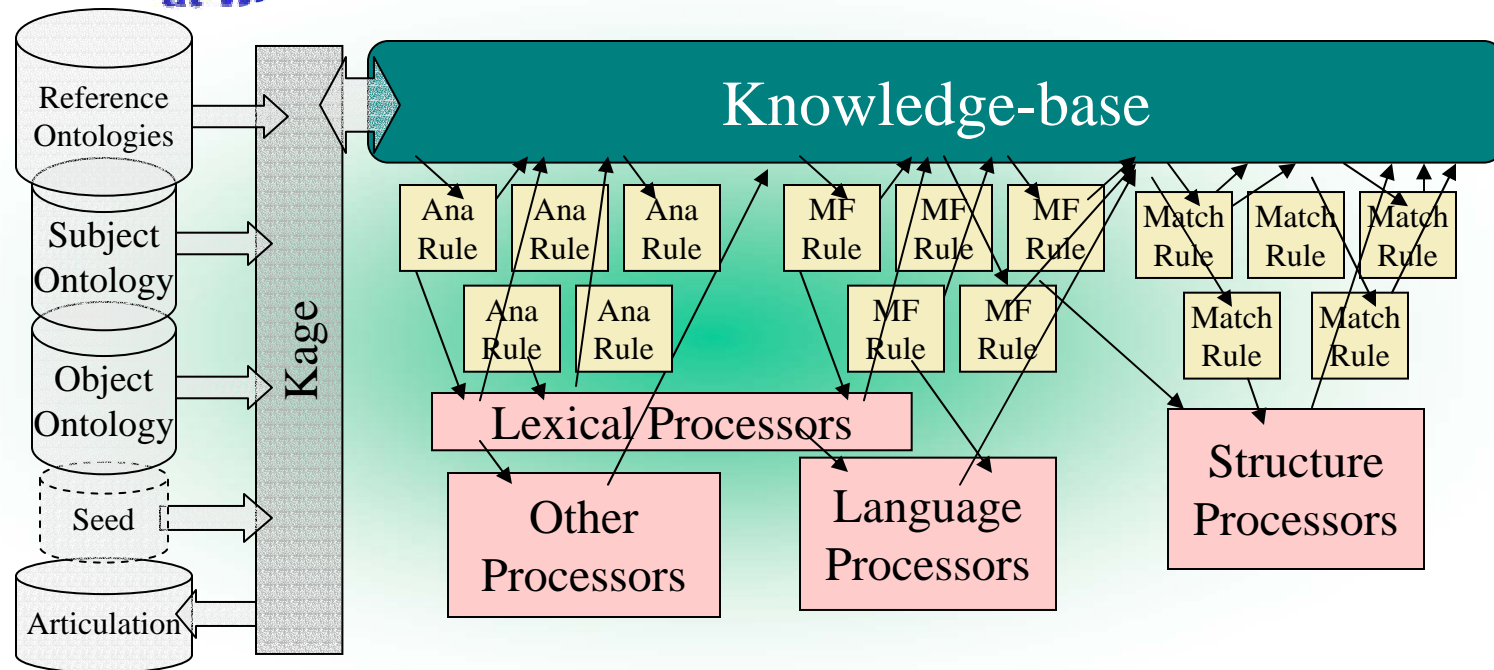 Reference
Ontologies
Subject
Ontology
Object
Ontology
Seed
Articulation
Kage
Knowledge-base
Ana
Rule
Ana
Rule
Ana
Rule
MF
Rule
MF
Rule
MF
Rule
Match
Rule
Match
Rule
Match
Rule
Ana
Rule
Ana
Rule
MF
Rule
MF
Rule
Match
Rule
Match
Rule
Lexical Processors
Other
Processors
Language
Processors
Structure
Processors